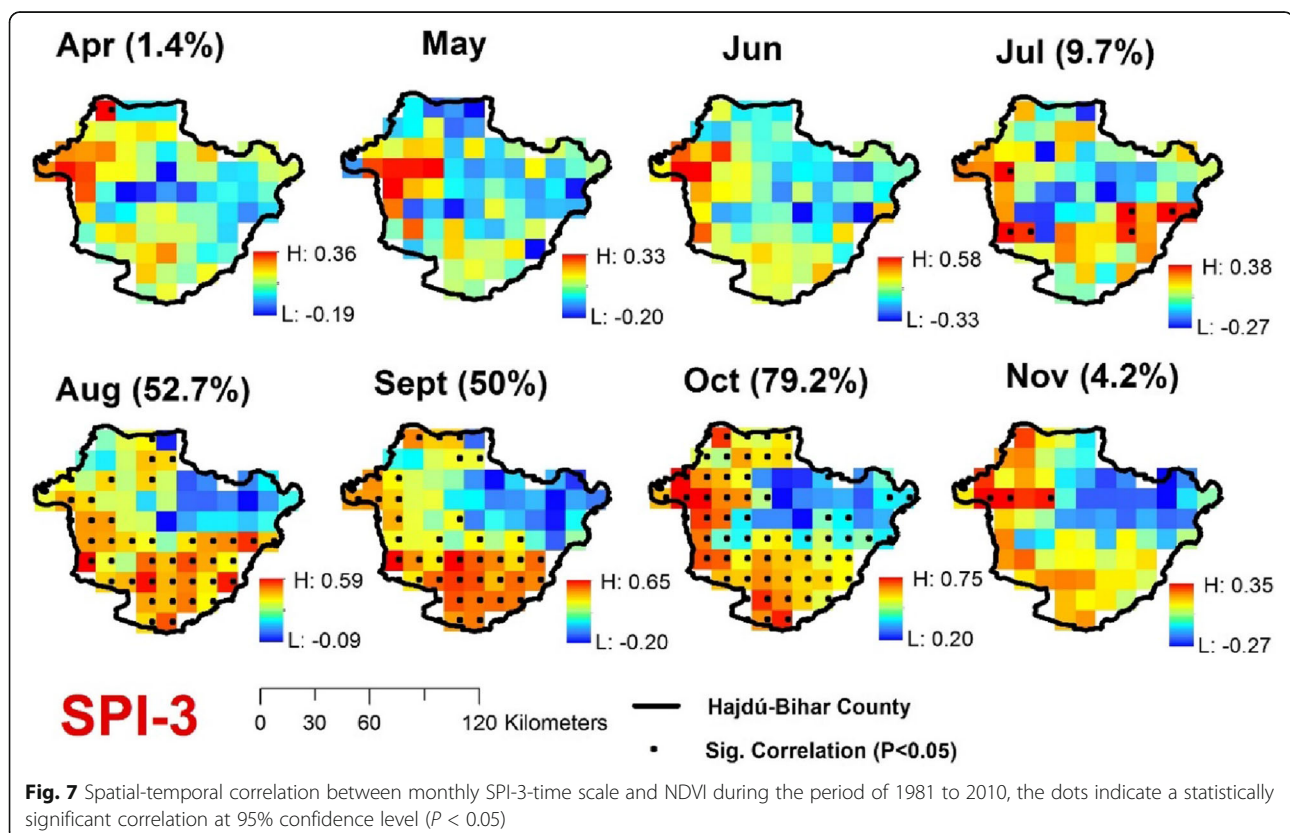 Apr (1.4%) May Jun Jul (9.7%)
H: 0.36 H: 0.33 H: 0.58 H: 0.38
L: -0.19 L: -0.20 L: -0.33 L: -0.27
Aug (52.7%) Sept (50%) Oct (79.2%) Nov (4.2%)
H: 0.59 H: 0.65 H: 0.75 H: 0.35
L: -0.09 L: -0.20 L: 0.20 L: -0.27
SPI-3
0 30 60 120 Kilometers
Hajdú-Bihar County
Sig. Correlation (P<0.05)
Fig. 7 Spatial-temporal correlation between monthly SPI-3-time scale and NDVI during the period of 1981 to 2010, the dots indicate a statistically
significant correlation at 95% confidence level (P < 0.05)